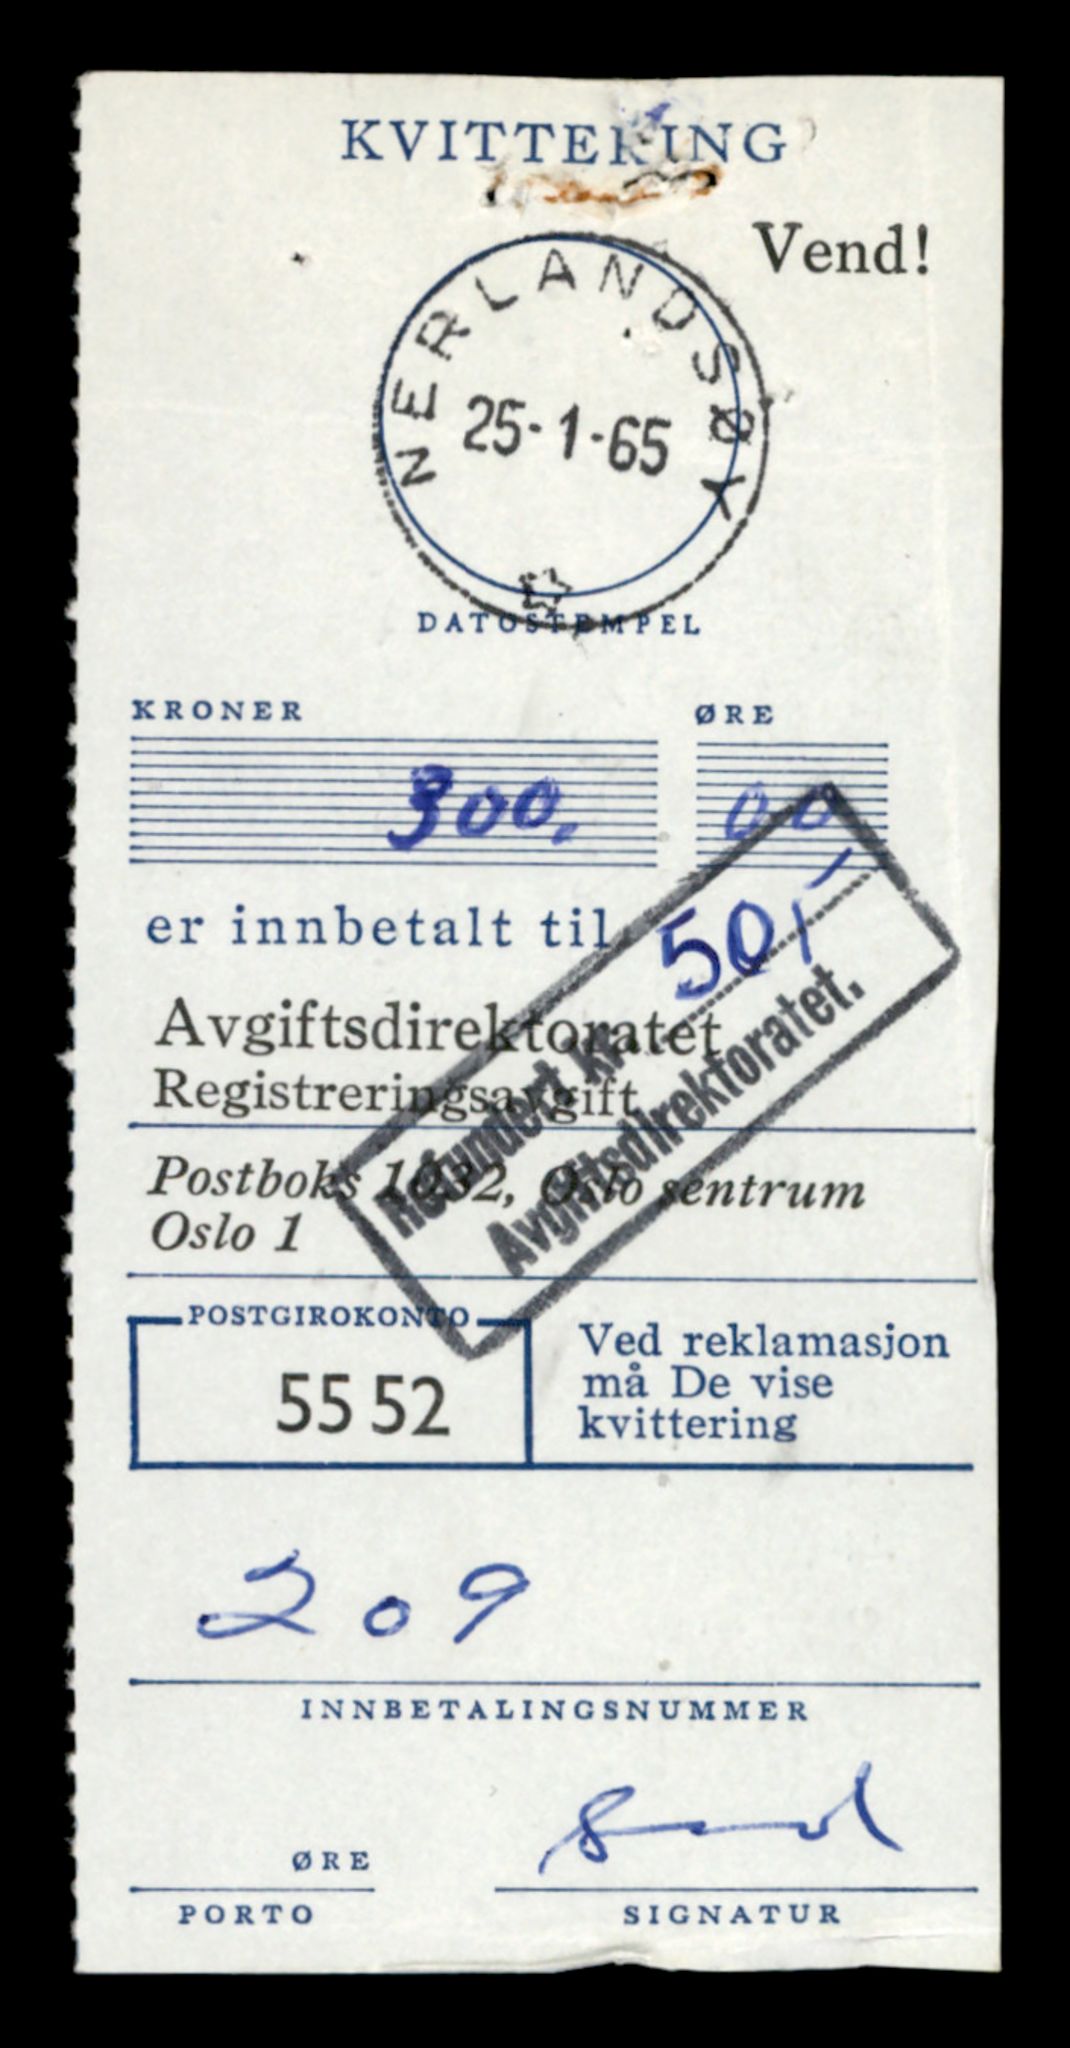 KVITTERING
Vend!
NERLANDSØY
25-1-65
DATOSTEMPEL
KRONER ØRE
300, 00
er innbetalt til
Avgiftsdirektoratet
Registreringsavgift
Refundert kr. 50,-
Avgiftsdirektoratet.
Postboks 1032, Oslo sentrum
Oslo 1
POSTGIROKONTO
55 52
Ved reklamasjon
må De vise
kvittering
209
INNBETALINGSNUMMER
ØRE
PORTO
SIGNATUR